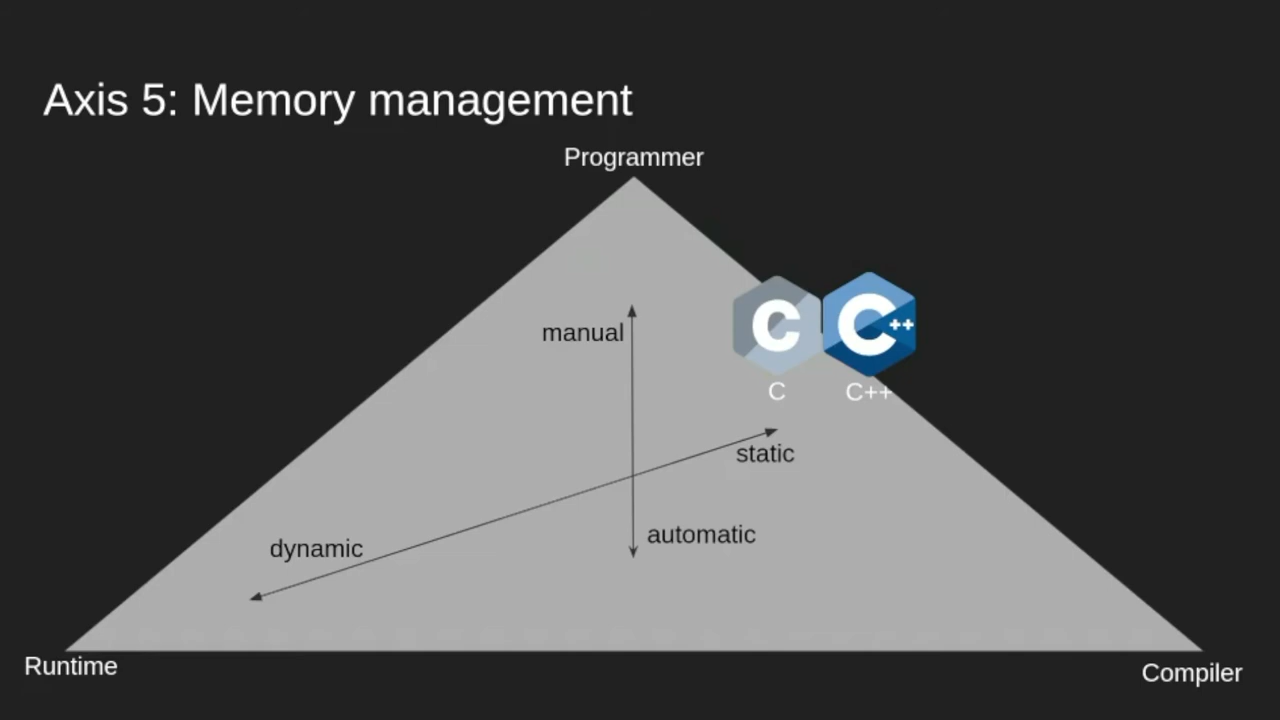 Axis 5: Memory management
Programmer
manual
C
C++
C
C++
static
automatic
dynamic
Runtime
Compiler